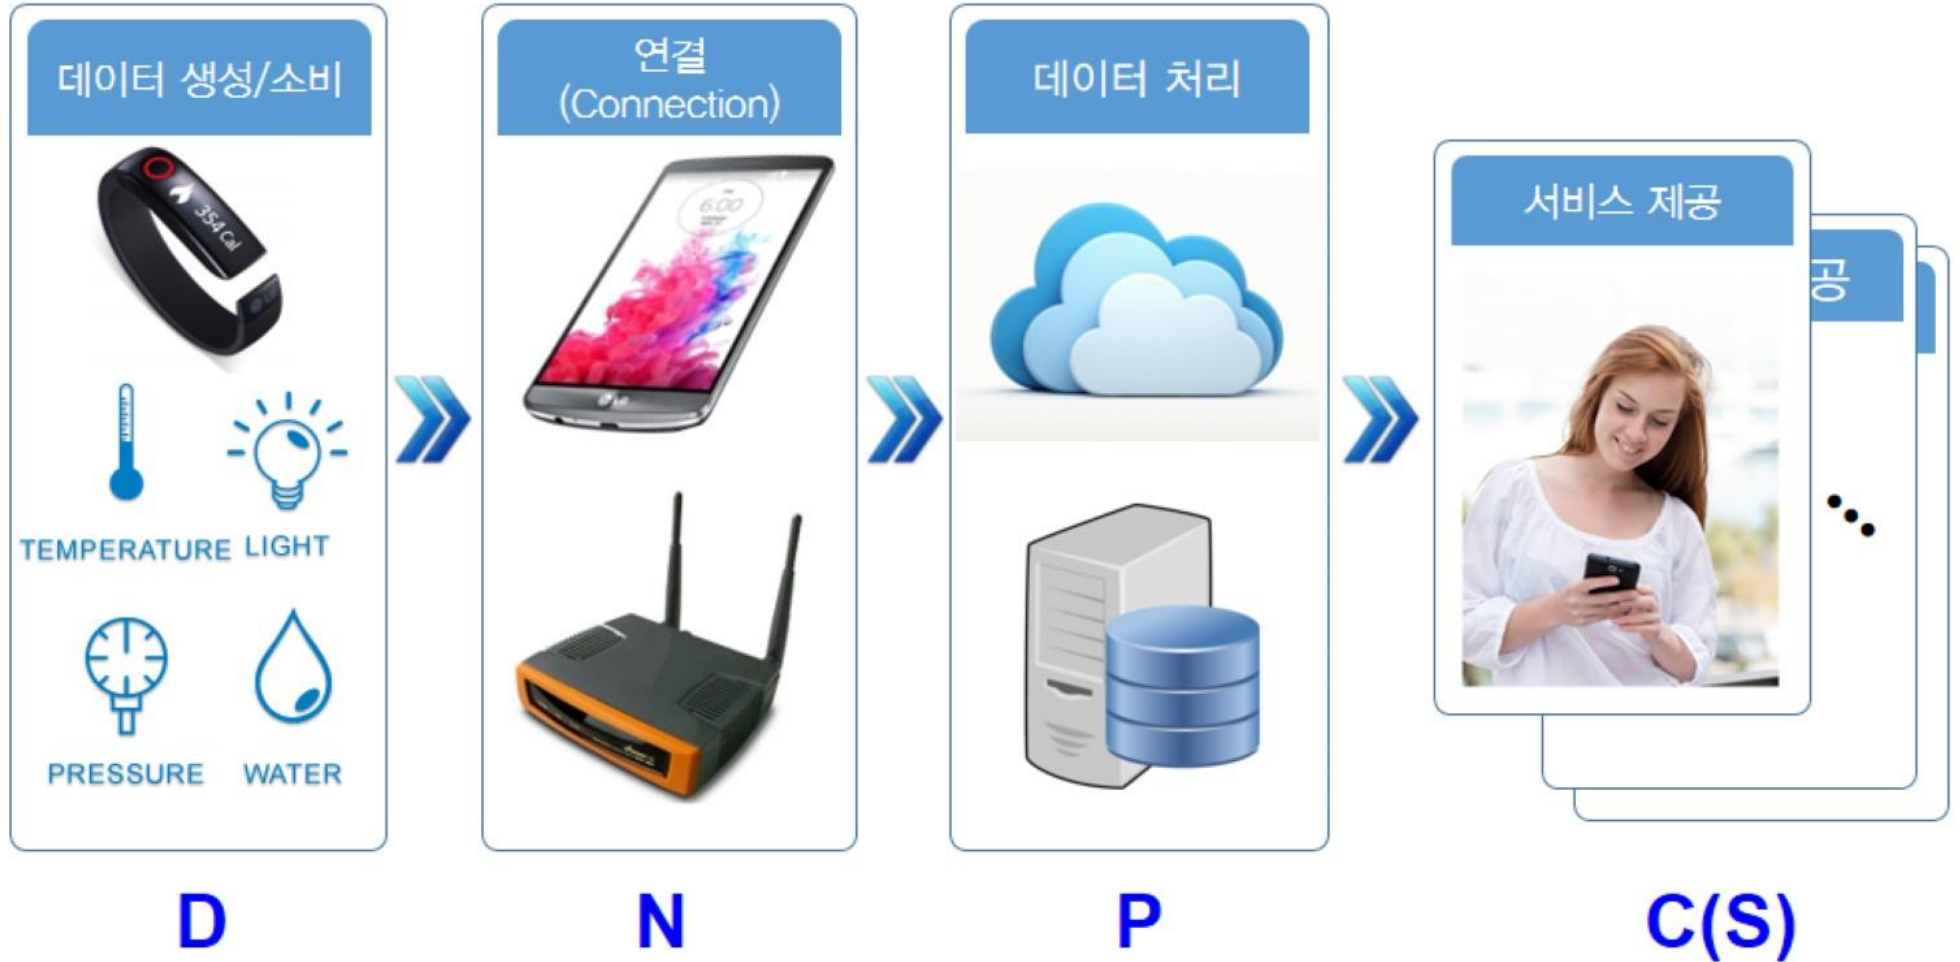 데이터 생성/소비
354 Cal
TEMPERATURE
LIGHT
PRESSURE
WATER
연결
(Connection)
6:00
LG
데이터 처리
서비스 제공
공
D
N
P
C(S)